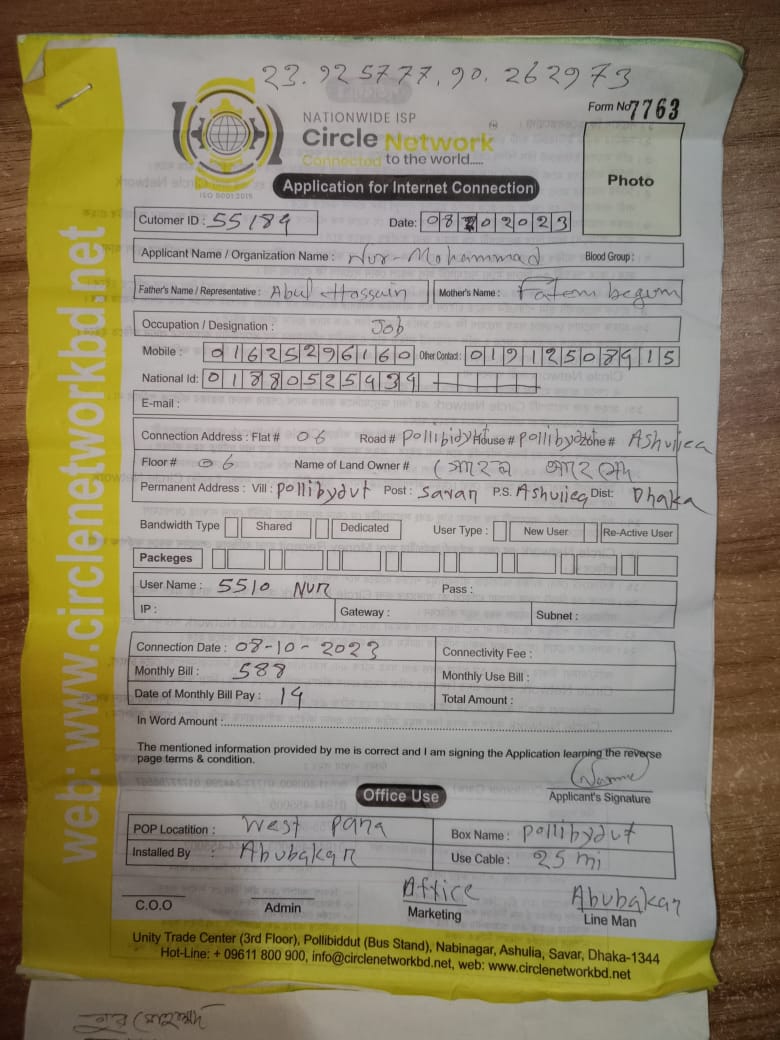 23.925777,90.262973
Form No 7763
NATIONWIDE ISP
Circle Network
Connected to the world.....
ISO 9001:2015
Application for Internet Connection
Photo
Cutomer ID : 55189
Date: 08 10 2023
Applicant Name / Organization Name : Nur-Mohammad Blood Group :
Father's Name / Representative : Abul Hossain Mother's Name : Fatem begum
Occupation / Designation : Job
Mobile : 01625296160 Other Contact : 01912508915
National Id: 01880525939
E-mail :
Connection Address : Flat # 06 Road # pollibidyut House # pollibydut Zone # Ashuliea
Floor # 06 Name of Land Owner #
Permanent Address : Vill : pollibydut Post : Savar P.S. Ashuliea Dist: Dhaka
Bandwidth Type Shared Dedicated User Type : New User Re-Active User
Packeges
User Name : 5510 NUR Pass :
IP : Gateway : Subnet :
Connection Date : 08-10-2023 Connectivity Fee :
Monthly Bill : 588 Monthly Use Bill :
Date of Monthly Bill Pay : 14 Total Amount :
In Word Amount :
The mentioned information provided by me is correct and I am signing the Application learning the reverse
page terms & condition.
Applicant's Signature
Office Use
POP Locatition : West Para Box Name : pollibydut
Installed By : Abubakar Use Cable : 25 mi
C.O.O Admin Affice Marketing Abubakar Line Man
Unity Trade Center (3rd Floor), Pollibiddut (Bus Stand), Nabinagar, Ashulia, Savar, Dhaka-1344
Hot-Line: + 09611 800 900, info@circlenetworkbd.net, web: www.circlenetworkbd.net
web: www.circlenetworkbd.net
নুর মোহাম্মদ